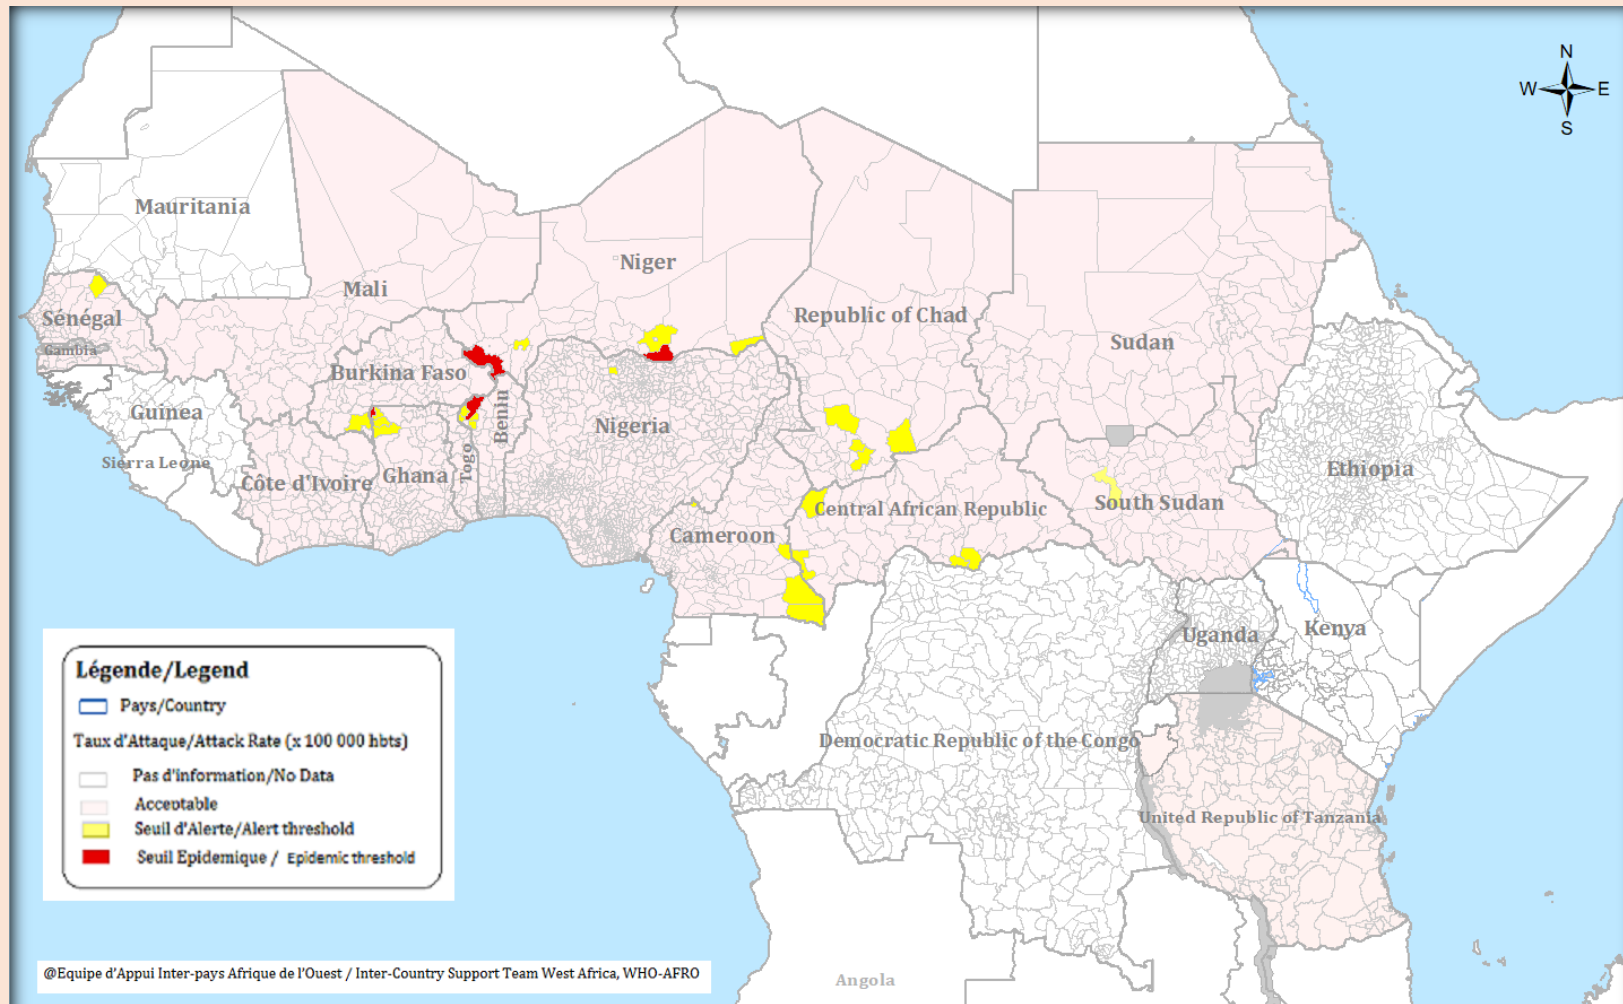 N
W E
S
Mauritania
Niger
Mali
Republic of Chad
Sénégal
Sudan
Gambia
Burkina Faso
Benin
Guinea
Nigeria
Sierra Leone
Togo
Ethiopia
Côte d'Ivoire
Ghana
South Sudan
Central African Republic
Cameroon
Uganda
Kenya
Democratic Republic of the Congo
United Republic of Tanzania
Angola
Légende/Legend
Pays/Country
Taux d'Attaque/Attack Rate (x 100 000 hbts)
Pas d'information/No Data
Acceptable
Seuil d'Alerte/Alert threshold
Seuil Epidemique / Epidemic threshold
@Equipe d'Appui Inter-pays Afrique de l'Ouest / Inter-Country Support Team West Africa, WHO-AFRO